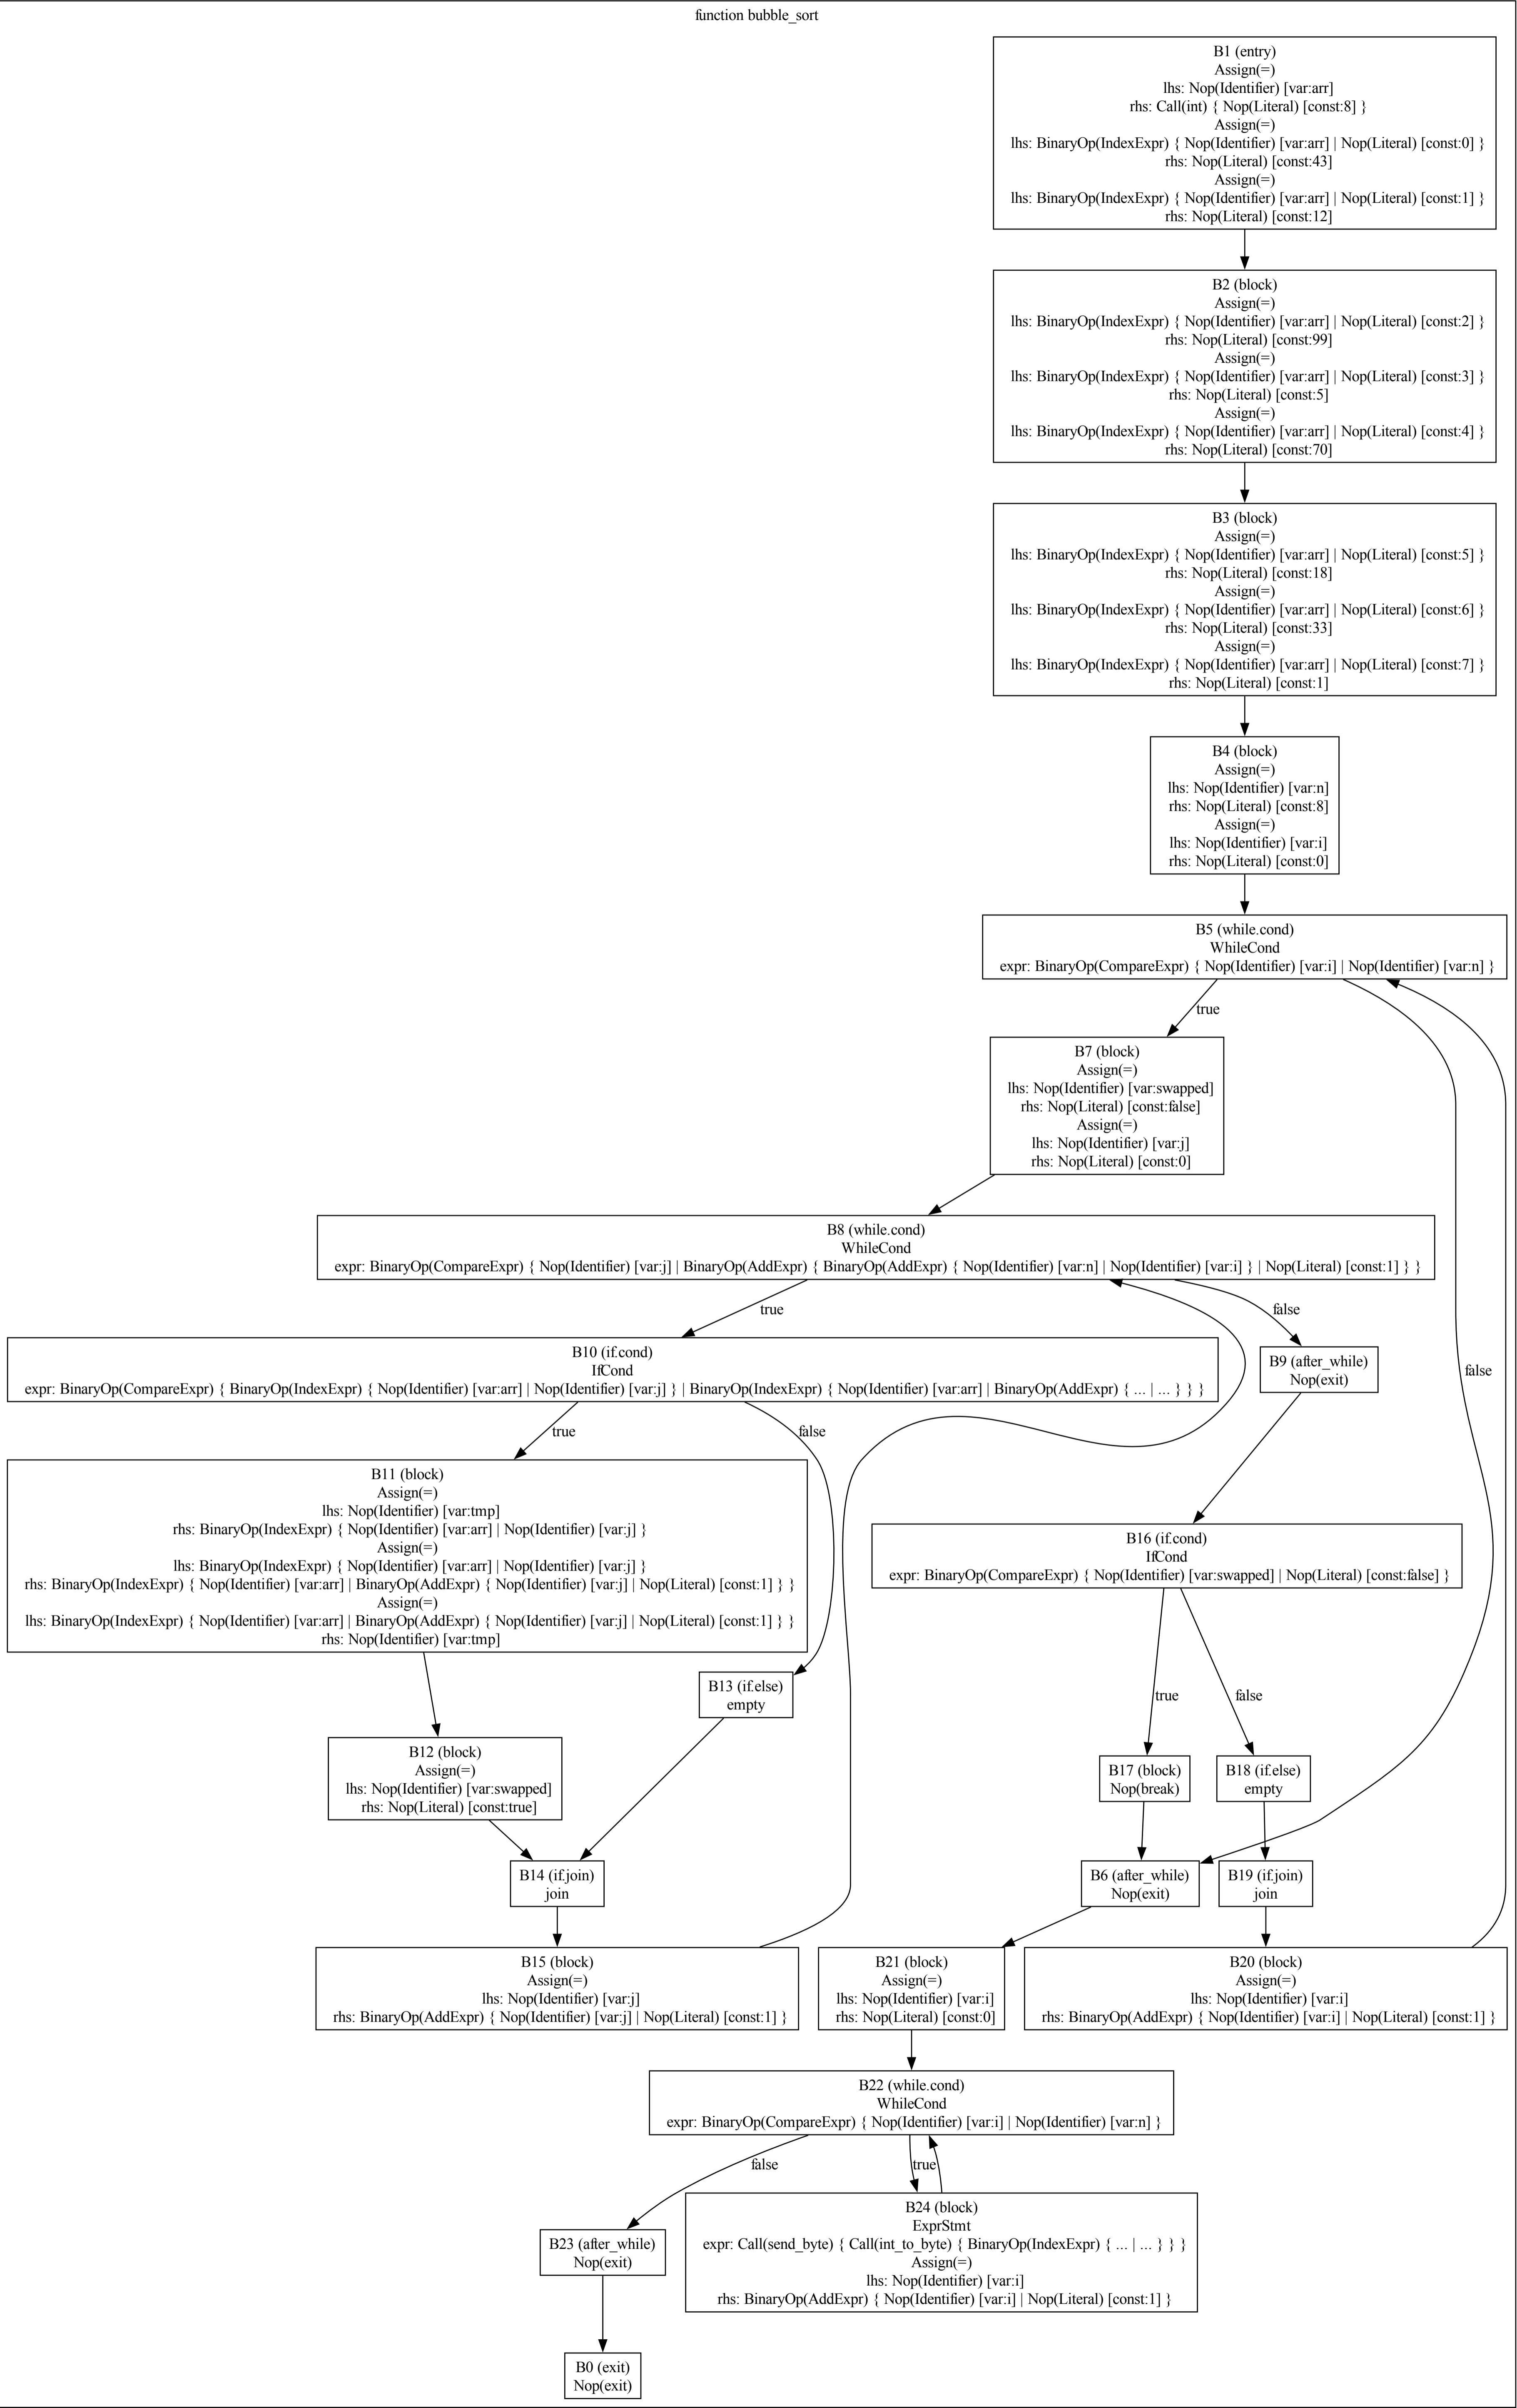 function bubble_sort
B1 (entry)
Assign(=)
lhs: Nop(Identifier) [var:arr]
rhs: Call(int) { Nop(Literal) [const:8] }
Assign(=)
lhs: BinaryOp(IndexExpr) { Nop(Identifier) [var:arr] | Nop(Literal) [const:0] }
rhs: Nop(Literal) [const:43]
Assign(=)
lhs: BinaryOp(IndexExpr) { Nop(Identifier) [var:arr] | Nop(Literal) [const:1] }
rhs: Nop(Literal) [const:12]
B2 (block)
Assign(=)
lhs: BinaryOp(IndexExpr) { Nop(Identifier) [var:arr] | Nop(Literal) [const:2] }
rhs: Nop(Literal) [const:99]
Assign(=)
lhs: BinaryOp(IndexExpr) { Nop(Identifier) [var:arr] | Nop(Literal) [const:3] }
rhs: Nop(Literal) [const:5]
Assign(=)
lhs: BinaryOp(IndexExpr) { Nop(Identifier) [var:arr] | Nop(Literal) [const:4] }
rhs: Nop(Literal) [const:70]
B3 (block)
Assign(=)
lhs: BinaryOp(IndexExpr) { Nop(Identifier) [var:arr] | Nop(Literal) [const:5] }
rhs: Nop(Literal) [const:18]
Assign(=)
lhs: BinaryOp(IndexExpr) { Nop(Identifier) [var:arr] | Nop(Literal) [const:6] }
rhs: Nop(Literal) [const:33]
Assign(=)
lhs: BinaryOp(IndexExpr) { Nop(Identifier) [var:arr] | Nop(Literal) [const:7] }
rhs: Nop(Literal) [const:1]
B4 (block)
Assign(=)
lhs: Nop(Identifier) [var:n]
rhs: Nop(Literal) [const:8]
Assign(=)
lhs: Nop(Identifier) [var:i]
rhs: Nop(Literal) [const:0]
B5 (while.cond)
WhileCond
expr: BinaryOp(CompareExpr) { Nop(Identifier) [var:i] | Nop(Identifier) [var:n] }
true
false
B7 (block)
Assign(=)
lhs: Nop(Identifier) [var:swapped]
rhs: Nop(Literal) [const:false]
Assign(=)
lhs: Nop(Identifier) [var:j]
rhs: Nop(Literal) [const:0]
B8 (while.cond)
WhileCond
expr: BinaryOp(CompareExpr) { Nop(Identifier) [var:j] | BinaryOp(AddExpr) { BinaryOp(AddExpr) { Nop(Identifier) [var:n] | Nop(Identifier) [var:i] } | Nop(Literal) [const:1] } }
true
false
B10 (if.cond)
IfCond
expr: BinaryOp(CompareExpr) { BinaryOp(IndexExpr) { Nop(Identifier) [var:arr] | Nop(Identifier) [var:j] } | BinaryOp(IndexExpr) { Nop(Identifier) [var:arr] | BinaryOp(AddExpr) { ... | ... } } }
B9 (after_while)
Nop(exit)
true
false
B11 (block)
Assign(=)
lhs: Nop(Identifier) [var:tmp]
rhs: BinaryOp(IndexExpr) { Nop(Identifier) [var:arr] | Nop(Identifier) [var:j] }
Assign(=)
lhs: BinaryOp(IndexExpr) { Nop(Identifier) [var:arr] | Nop(Identifier) [var:j] }
rhs: BinaryOp(IndexExpr) { Nop(Identifier) [var:arr] | BinaryOp(AddExpr) { Nop(Identifier) [var:j] | Nop(Literal) [const:1] } }
Assign(=)
lhs: BinaryOp(IndexExpr) { Nop(Identifier) [var:arr] | BinaryOp(AddExpr) { Nop(Identifier) [var:j] | Nop(Literal) [const:1] } }
rhs: Nop(Identifier) [var:tmp]
B16 (if.cond)
IfCond
expr: BinaryOp(CompareExpr) { Nop(Identifier) [var:swapped] | Nop(Literal) [const:false] }
true
false
B13 (if.else)
empty
B12 (block)
Assign(=)
lhs: Nop(Identifier) [var:swapped]
rhs: Nop(Literal) [const:true]
B17 (block)
Nop(break)
B18 (if.else)
empty
B14 (if.join)
join
B6 (after_while)
Nop(exit)
B19 (if.join)
join
B15 (block)
Assign(=)
lhs: Nop(Identifier) [var:j]
rhs: BinaryOp(AddExpr) { Nop(Identifier) [var:j] | Nop(Literal) [const:1] }
B21 (block)
Assign(=)
lhs: Nop(Identifier) [var:i]
rhs: Nop(Literal) [const:0]
B20 (block)
Assign(=)
lhs: Nop(Identifier) [var:i]
rhs: BinaryOp(AddExpr) { Nop(Identifier) [var:i] | Nop(Literal) [const:1] }
B22 (while.cond)
WhileCond
expr: BinaryOp(CompareExpr) { Nop(Identifier) [var:i] | Nop(Identifier) [var:n] }
false
true
B24 (block)
ExprStmt
expr: Call(send_byte) { Call(int_to_byte) { BinaryOp(IndexExpr) { ... | ... } } }
Assign(=)
lhs: Nop(Identifier) [var:i]
rhs: BinaryOp(AddExpr) { Nop(Identifier) [var:i] | Nop(Literal) [const:1] }
B23 (after_while)
Nop(exit)
B0 (exit)
Nop(exit)